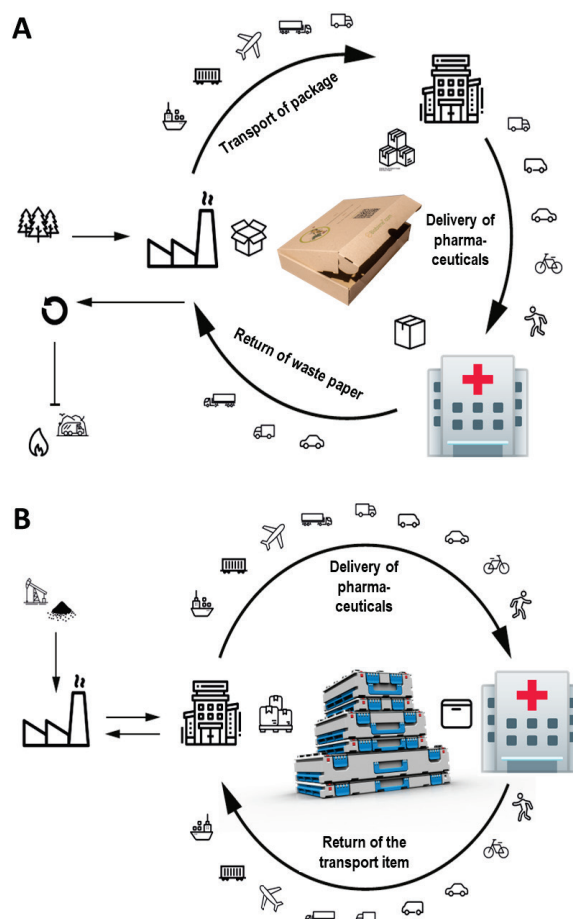 A
Transport of package
Delivery of
pharma-
ceuticals
Return of waste paper
B
Delivery of
pharma-
ceuticals
Return of the
transport item